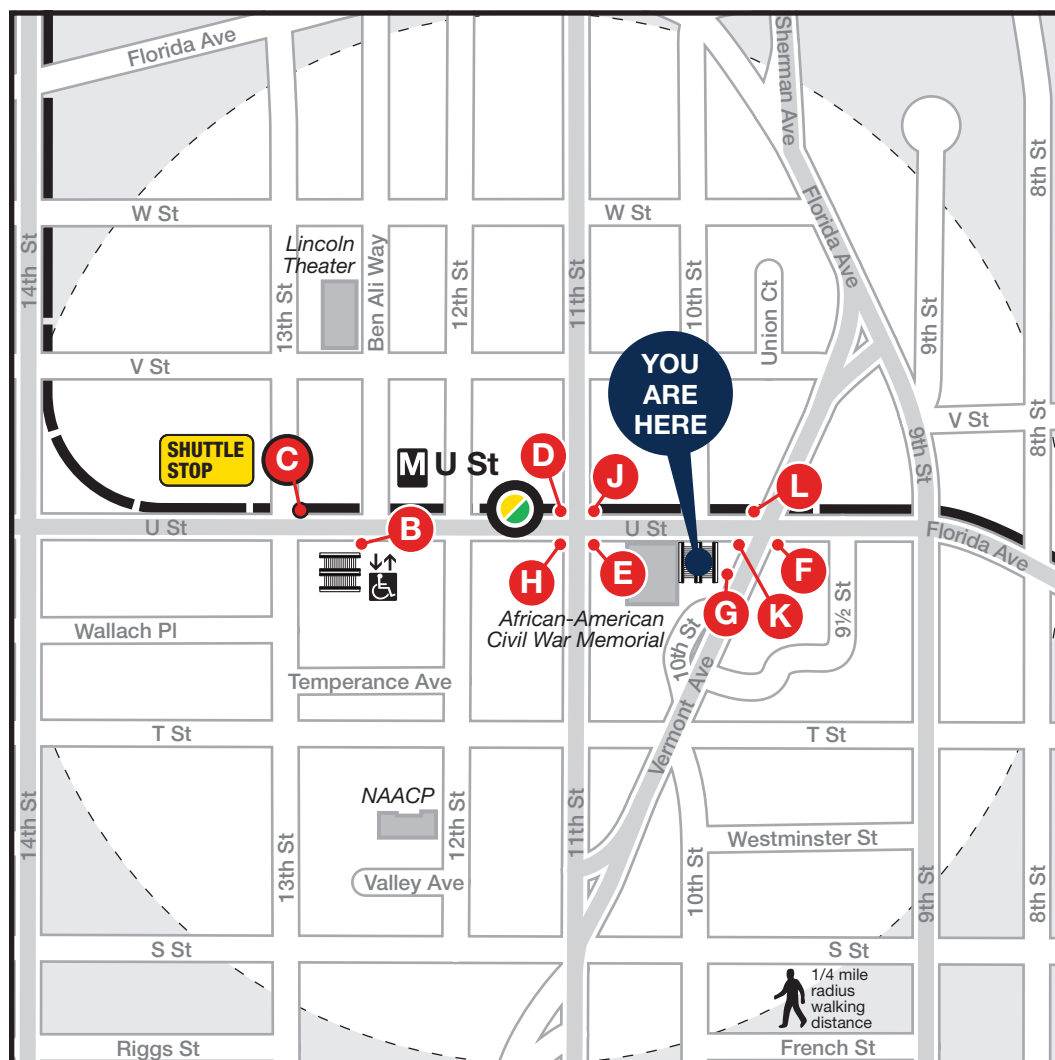 Florida Ave
Sherman Ave
8th St
W St
W St
Florida Ave
14th St
Lincoln
Theater
13th St
Ben Ali Way
12th St
11th St
10th St
Union Ct
9th St
V St
YOU
ARE
HERE
V St
8th St
9th St
SHUTTLE
STOP
C
M U St
D
J
L
U St
B
U St
Florida Ave
H
E
G
K
F
African-American
Civil War Memorial
10th St
9½ St
Wallach Pl
Temperance Ave
Vermont Ave
T St
T St
14th St
NAACP
13th St
12th St
11th St
10th St
Westminster St
9th St
8th St
Valley Ave
S St
S St
1/4 mile
radius
walking
distance
Riggs St
French St